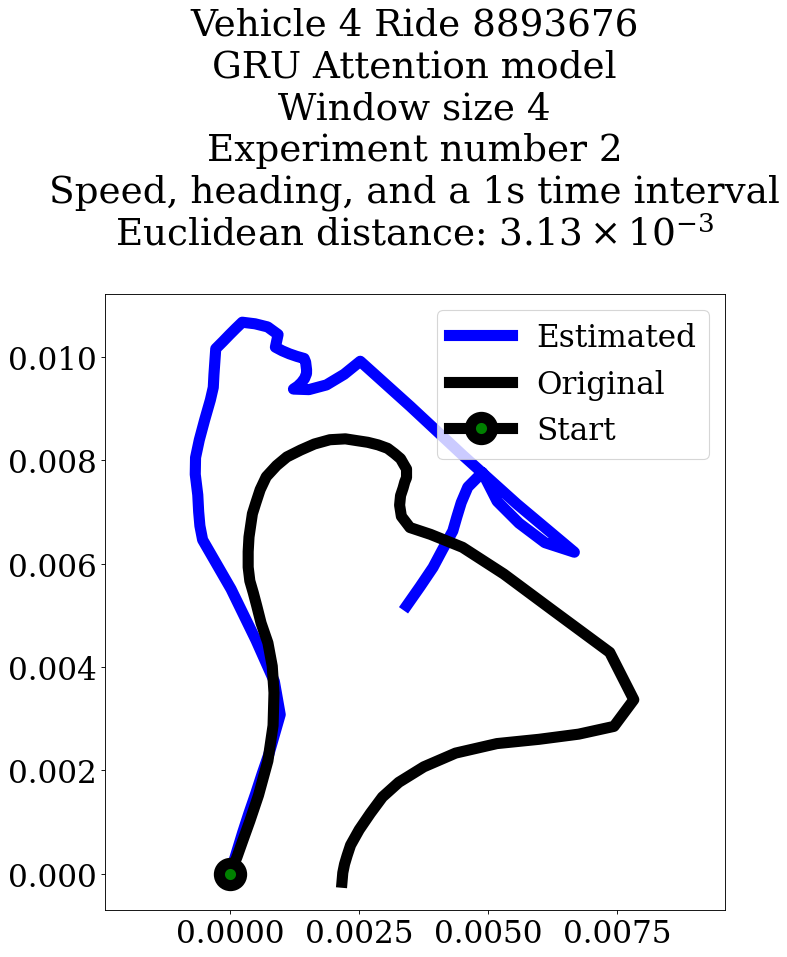 Vehicle 4 Ride 8893676
GRU Attention model
Window size 4
Experiment number 2
Speed, heading, and a 1s time interval
Euclidean distance: 3.13 × 10⁻³
Estimated
Original
Start
0.010
0.008
0.006
0.004
0.002
0.000
0.0000 0.0025 0.0050 0.0075